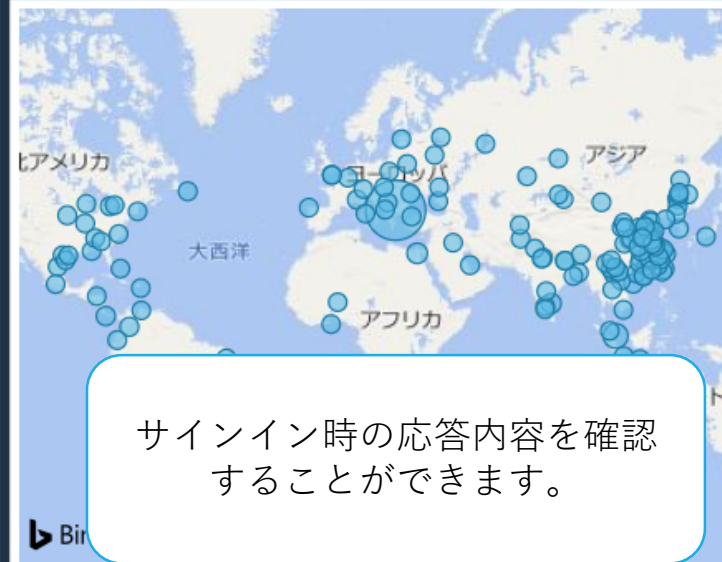 北アメリカ
ヨーロッパ
アジア
大西洋
アフリカ
サインイン時の応答内容を確認
することができます。
Bin